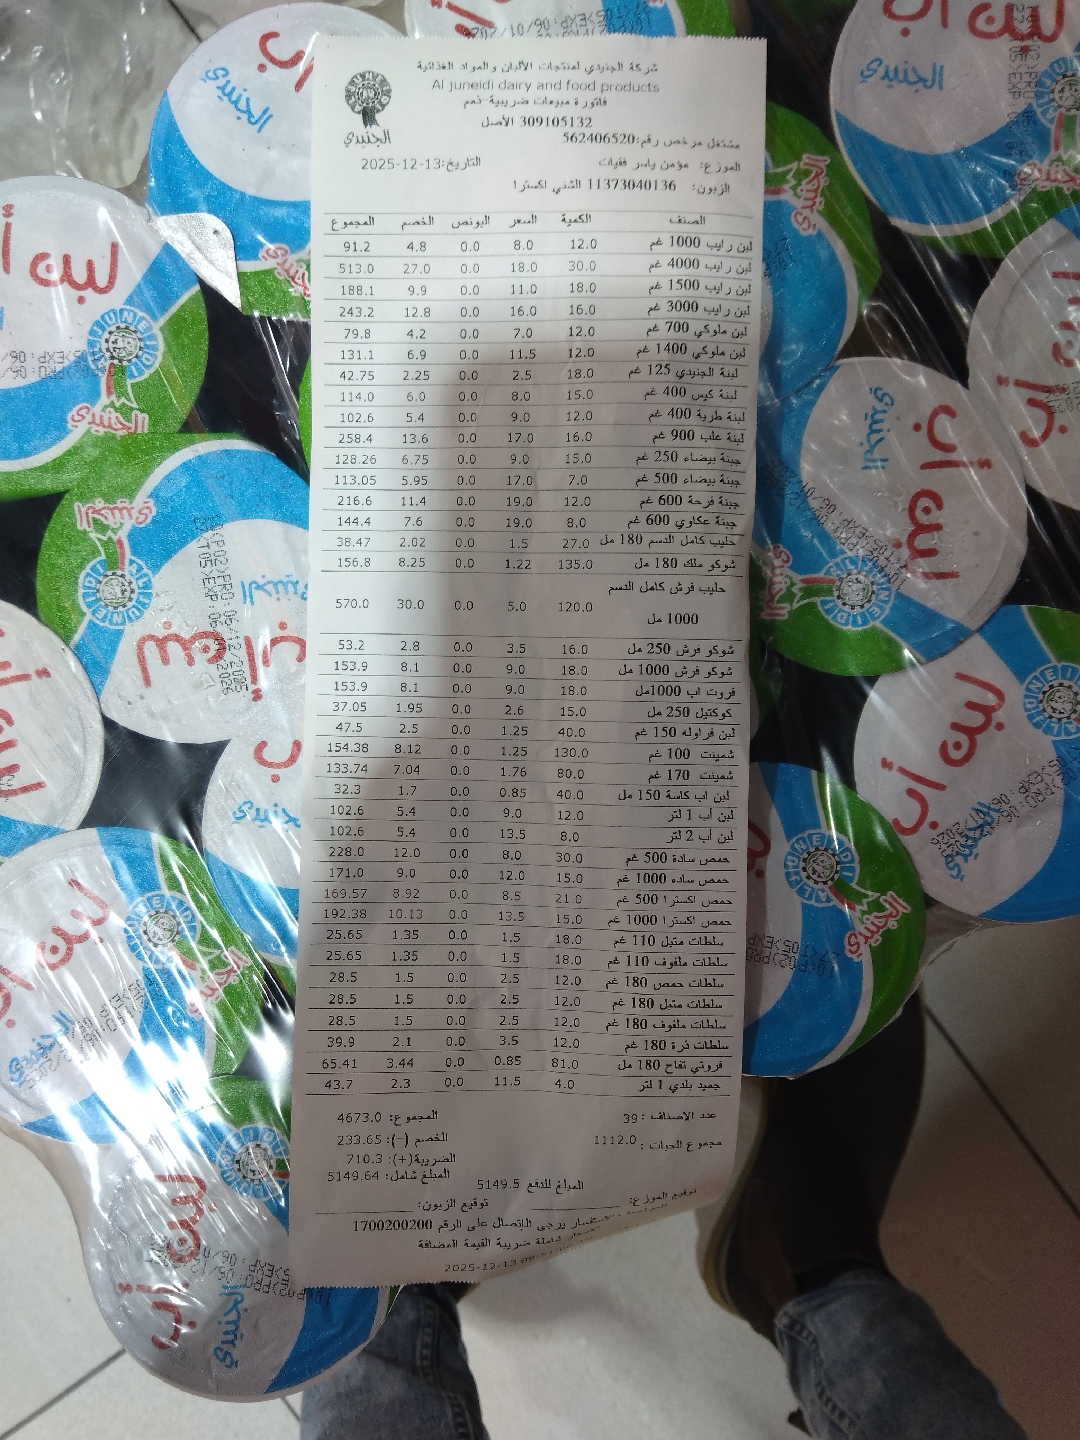 شركة الجنيدي لمنتجات الألبان والمواد الغذائية
Al juneidi dairy and food products
فاتورة مبيعات ضريبية-ذمم
309105132 الأصل
مشتغل مرخص رقم:562406520
الموزع: مؤمن ياسر فقيات التاريخ:2025-12-13
الزبون: 11373040136 الشني اكسترا
الجنيدي
الصنف الكمية السعر البونص الخصم المجموع
لبن رايب 1000 غم 12.0 8.0 0.0 4.8 91.2
لبن رايب 4000 غم 30.0 18.0 0.0 27.0 513.0
لبن رايب 1500 غم 18.0 11.0 0.0 9.9 188.1
لبن رايب 3000 غم 16.0 16.0 0.0 12.8 243.2
لبن ملوكي 700 غم 12.0 7.0 0.0 4.2 79.8
لبن ملوكي 1400 غم 12.0 11.5 0.0 6.9 131.1
لبنة الجنيدي 125 غم 18.0 2.5 0.0 2.25 42.75
لبنة كيس 400 غم 15.0 8.0 0.0 6.0 114.0
لبنة طرية 400 غم 12.0 9.0 0.0 5.4 102.6
لبنة علب 900 غم 16.0 17.0 0.0 13.6 258.4
جبنة بيضاء 250 غم 15.0 9.0 0.0 6.75 128.26
جبنة بيضاء 500 غم 7.0 17.0 0.0 5.95 113.05
جبنة فرحة 600 غم 12.0 19.0 0.0 11.4 216.6
جبنة عكاوي 600 غم 8.0 19.0 0.0 7.6 144.4
حليب كامل الدسم 180 مل 27.0 1.5 0.0 2.02 38.47
شوكو ملك 180 مل 135.0 1.22 0.0 8.25 156.8
حليب فرش كامل الدسم
1000 مل 120.0 5.0 0.0 30.0 570.0
شوكو فرش 250 مل 16.0 3.5 0.0 2.8 53.2
شوكو فرش 1000 مل 18.0 9.0 0.0 8.1 153.9
فروت اب 1000مل 18.0 9.0 0.0 8.1 153.9
كوكتيل 250 مل 15.0 2.6 0.0 1.95 37.05
لبن فراوله 150 غم 40.0 1.25 0.0 2.5 47.5
شمينت 100 غم 130.0 1.25 0.0 8.12 154.38
شمينت 170 غم 80.0 1.76 0.0 7.04 133.74
لبن اب كاسة 150 مل 40.0 0.85 0.0 1.7 32.3
لبن أب 1 لتر 12.0 9.0 0.0 5.4 102.6
لبن أب 2 لتر 8.0 13.5 0.0 5.4 102.6
حمص سادة 500 غم 30.0 8.0 0.0 12.0 228.0
حمص ساده 1000 غم 15.0 12.0 0.0 9.0 171.0
حمص اكسترا 500 غم 21.0 8.5 0.0 8.92 169.57
حمص اكسترا 1000 غم 15.0 13.5 0.0 10.13 192.38
سلطات متبل 110 غم 18.0 1.5 0.0 1.35 25.65
سلطات ملفوف 110 غم 18.0 1.5 0.0 1.35 25.65
سلطات حمص 180 غم 12.0 2.5 0.0 1.5 28.5
سلطات متبل 180 غم 12.0 2.5 0.0 1.5 28.5
سلطات ملفوف 180 غم 12.0 2.5 0.0 1.5 28.5
سلطات ذرة 180 غم 12.0 3.5 0.0 2.1 39.9
فروتي تفاح 180 مل 81.0 0.85 0.0 3.44 65.41
جميد بلدي 1 لتر 4.0 11.5 0.0 2.3 43.7
عدد الاصناف : 39 المجموع: 4673.0
مجموع الحبات : 1112.0 الخصم (-): 233.65
الضريبة(+): 710.3
المبلغ شامل: 5149.64
المبلغ للدفع 5149.5
توقيع الموزع: توقيع الزبون:
يرجى الإتصال على الرقم 1700200200
شاملة ضريبة القيمة المضافة
2025-12-13
لبن أب
الجنيدي
لبن أب
الجنيدي
لبن أب
الجنيدي
لبن أب
الجنيدي